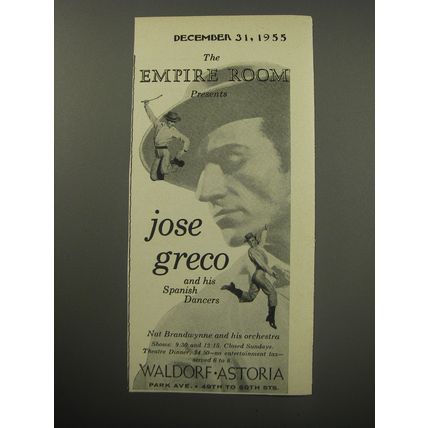 DECEMBER 31, 1955
The
EMPIRE ROOM
Presents
jose
greco
and his
Spanish
Dancers
Nat Brandwynne and his orchestra
Shows: 9:30 and 12:15. Closed Sundays.
Theatre Dinner, $4.50—no entertainment tax—
served 6 to 8.
WALDORF·ASTORIA
PARK AVE. • 49TH TO 50TH STS.